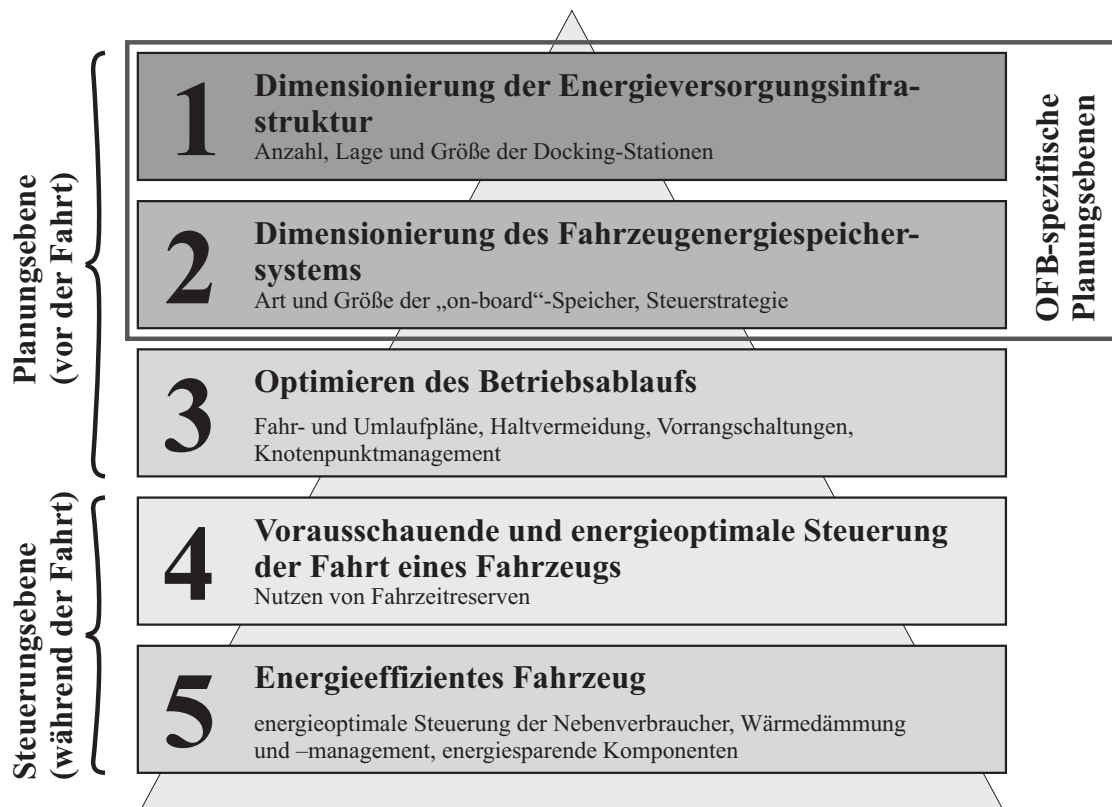 Planungsebene
(vor der Fahrt)
1
Dimensionierung der Energieversorgungsinfra-
struktur
Anzahl, Lage und Größe der Docking-Stationen
2
Dimensionierung des Fahrzeugenergiespeicher-
systems
Art und Größe der „on-board“-Speicher, Steuerstrategie
OFB-spezifische
Planungsebenen
3
Optimieren des Betriebsablaufs
Fahr- und Umlaufpläne, Haltvermeidung, Vorrangschaltungen,
Knotenpunktmanagement
Steuerungsebene
(während der Fahrt)
4
Vorausschauende und energieoptimale Steuerung
der Fahrt eines Fahrzeugs
Nutzen von Fahrzeitreserven
5
Energieeffizientes Fahrzeug
energieoptimale Steuerung der Nebenverbraucher, Wärmedämmung
und –management, energiesparende Komponenten